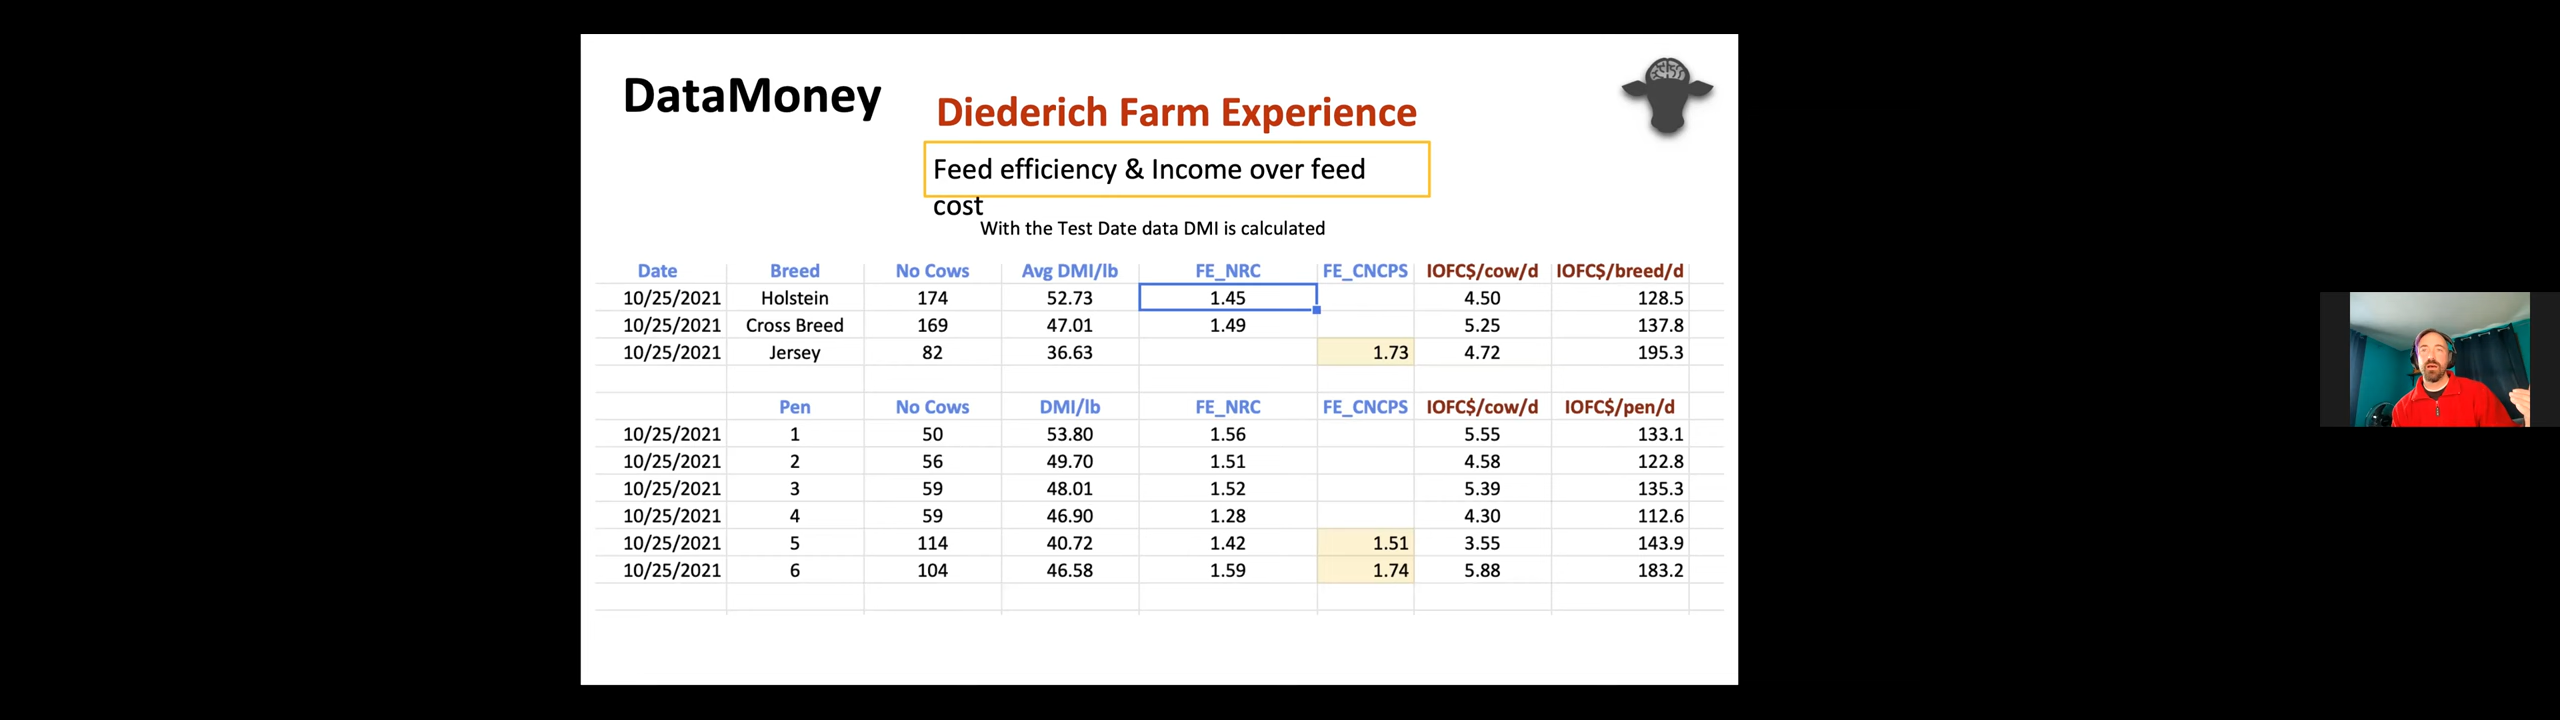 DataMoney
Diederich Farm Experience
Feed efficiency & Income over feed
cost
With the Test Date data DMI is calculated
Date Breed No Cows Avg DMI/lb FE_NRC FE_CNCPS IOFC$/cow/d IOFC$/breed/d
10/25/2021 Holstein 174 52.73 1.45 4.50 128.5
10/25/2021 Cross Breed 169 47.01 1.49 5.25 137.8
10/25/2021 Jersey 82 36.63 1.73 4.72 195.3
Pen No Cows DMI/lb FE_NRC FE_CNCPS IOFC$/cow/d IOFC$/pen/d
10/25/2021 1 50 53.80 1.56 5.55 133.1
10/25/2021 2 56 49.70 1.51 4.58 122.8
10/25/2021 3 59 48.01 1.52 5.39 135.3
10/25/2021 4 59 46.90 1.28 4.30 112.6
10/25/2021 5 114 40.72 1.42 1.51 3.55 143.9
10/25/2021 6 104 46.58 1.59 1.74 5.88 183.2